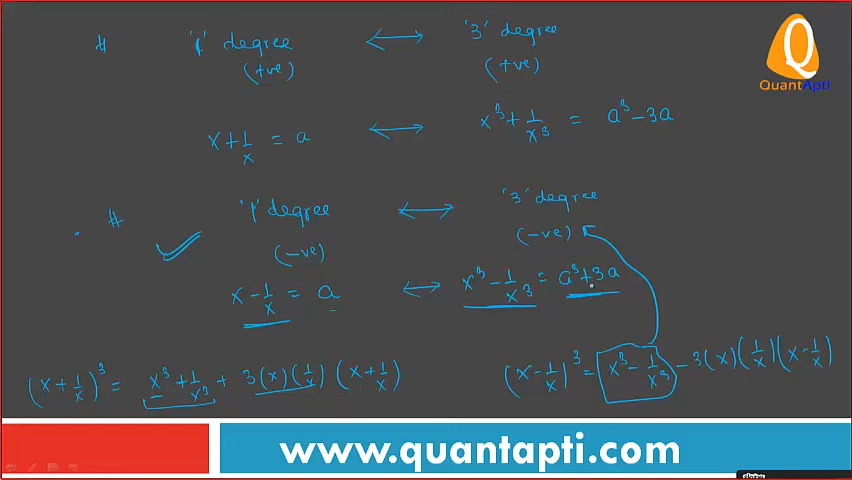 # '1' degree ⟷ '3' degree
(+ve) (+ve)
QuantApti
x + 1/x = a ⟷ x³ + 1/x³ = a³ - 3a
# '1' degree ⟷ '3' degree
(-ve) (-ve)
x - 1/x = a ⟷ x³ - 1/x³ = a³ + 3a
(x + 1/x)³ = x³ + 1/x³ + 3(x)(1/x)(x + 1/x)
(x - 1/x)³ = x³ - 1/x³ - 3(x)(1/x)(x - 1/x)
www.quantapti.com